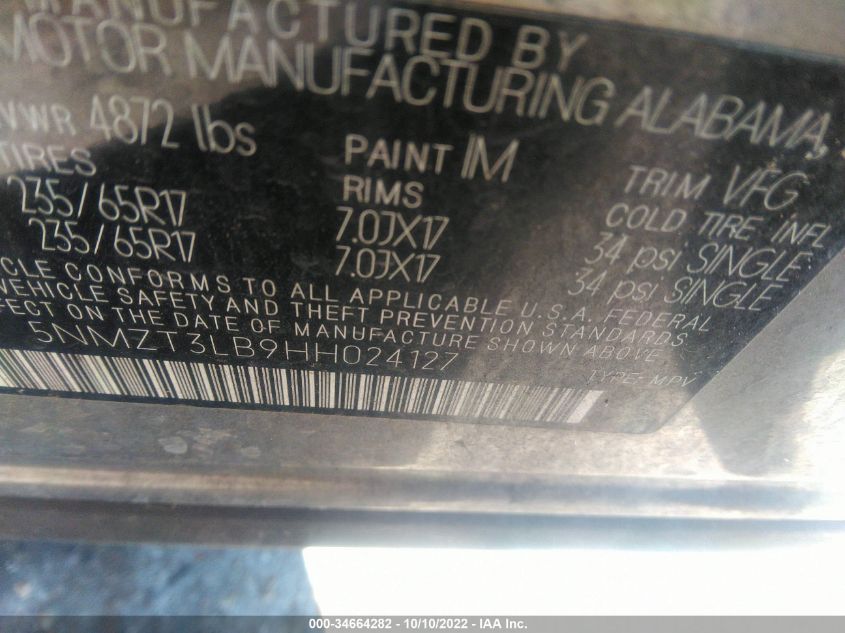 MANUFACTURED BY
MOTOR MANUFACTURING ALABAMA,
VWR 4872 lbs
PAINT IM
TRIM VFG
TIRES
RIMS
COLD TIRE INFL
235/65R17
7.0JX17
34 psi SINGLE
235/65R17
7.0JX17
34 psi SINGLE
CLE CONFORMS TO ALL APPLICABLE U.S.A. FEDERAL
VEHICLE SAFETY AND THEFT PREVENTION STANDARDS
FECT ON THE DATE OF MANUFACTURE SHOWN ABOVE
5NMZT3LB9HH024127
TYPE: MPV
000-34664282 - 10/10/2022 - IAA Inc.